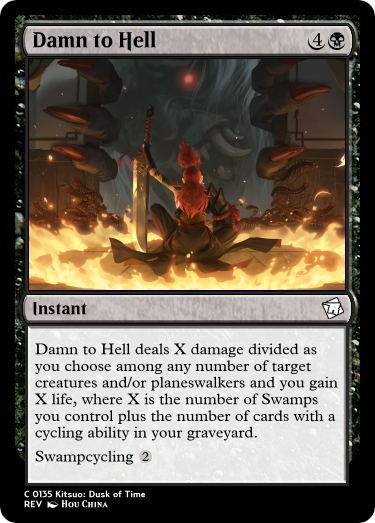 Damn to Hell 4
Instant
Damn to Hell deals X damage divided as
you choose among any number of target
creatures and/or planeswalkers and you gain
X life, where X is the number of Swamps
you control plus the number of cards with a
cycling ability in your graveyard.
Swampcycling 2
C 0135 Kitsuo: Dusk of Time
REV Hou China